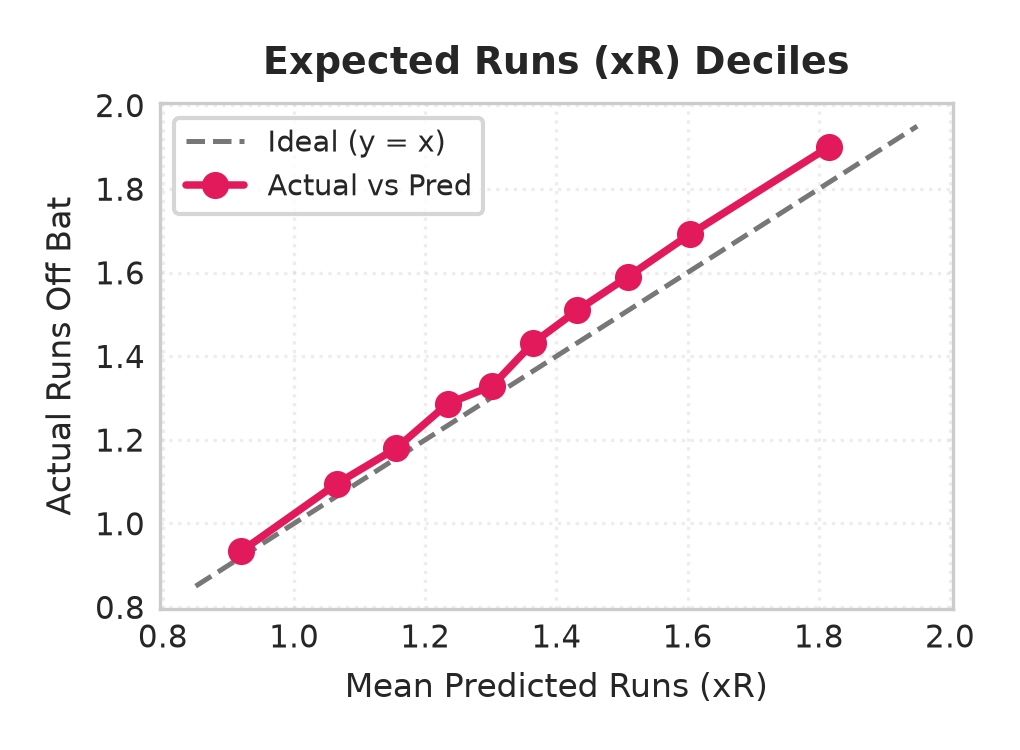 Expected Runs (xR) Deciles
Ideal (y = x)
Actual vs Pred
Actual Runs Off Bat
2.0
1.8
1.6
1.4
1.2
1.0
0.8
0.8 1.0 1.2 1.4 1.6 1.8 2.0
Mean Predicted Runs (xR)